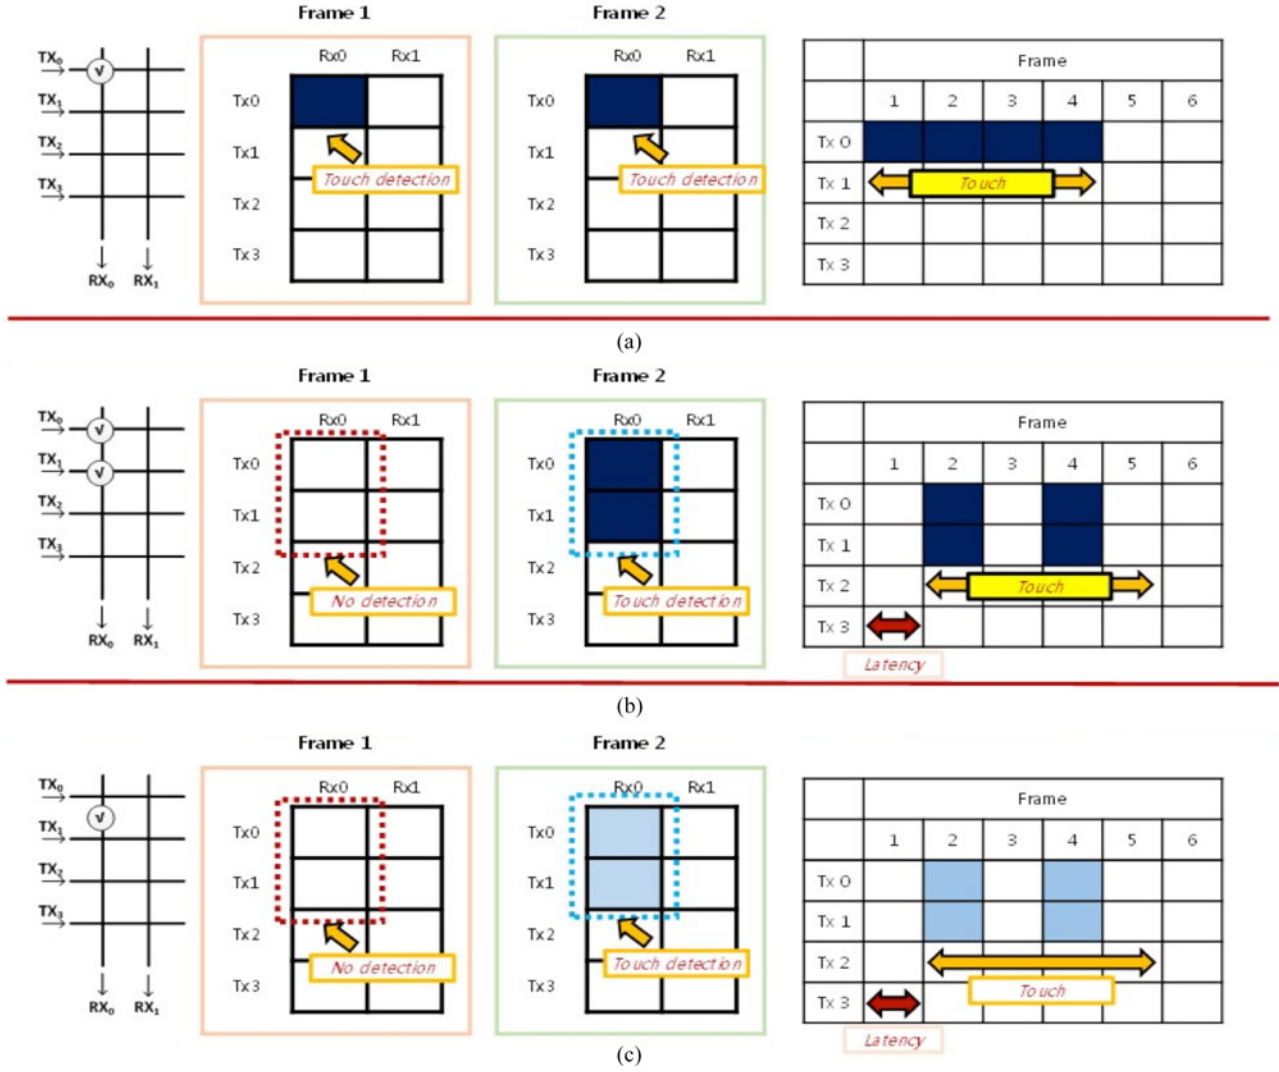 Frame 1 Frame 2
Rx0 Rx1 Rx0 Rx1 Frame
TX0 Tx0 Tx0 1 2 3 4 5 6
√
TX1 Tx1 Tx1 Tx 0
Touch detection Touch detection Tx 1 Touch
TX2 Tx2 Tx2 Tx 2
TX3 Tx3 Tx3 Tx 3
RX0 RX1
(a)
Frame 1 Frame 2
Rx0 Rx1 Rx0 Rx1 Frame
TX0 Tx0 Tx0 1 2 3 4 5 6
√
TX1 Tx1 Tx1 Tx 0
√
TX2 Tx2 Tx2 Tx 1
No detection Touch detection Tx 2 Touch
TX3 Tx3 Tx3 Tx 3
RX0 RX1 Latency
(b)
Frame 1 Frame 2
Rx0 Rx1 Rx0 Rx1 Frame
TX0 Tx0 Tx0 1 2 3 4 5 6
√
TX1 Tx1 Tx1 Tx 0
TX2 Tx2 Tx2 Tx 1
No detection Touch detection Tx 2
TX3 Tx3 Tx3 Tx 3 Touch
RX0 RX1 Latency
(c)